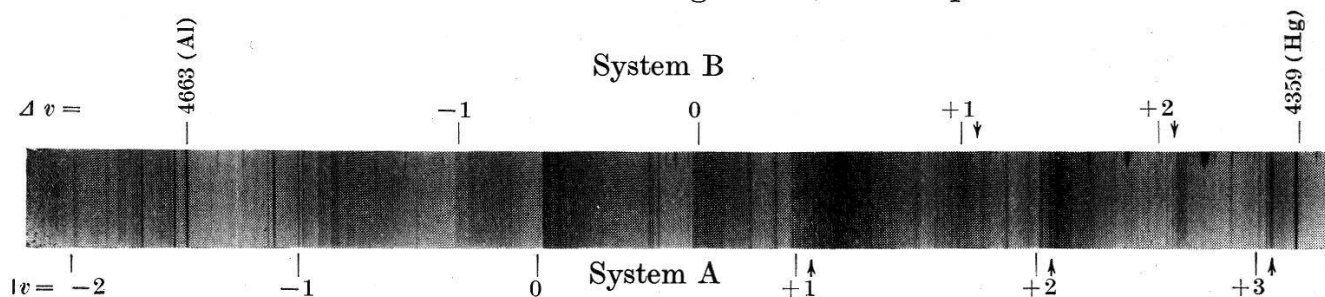 4663 (Al)
System B
4359 (Hg)
Δ v = −1 0 +1 +2
v = −2 −1 0 System A +1 +2 +3